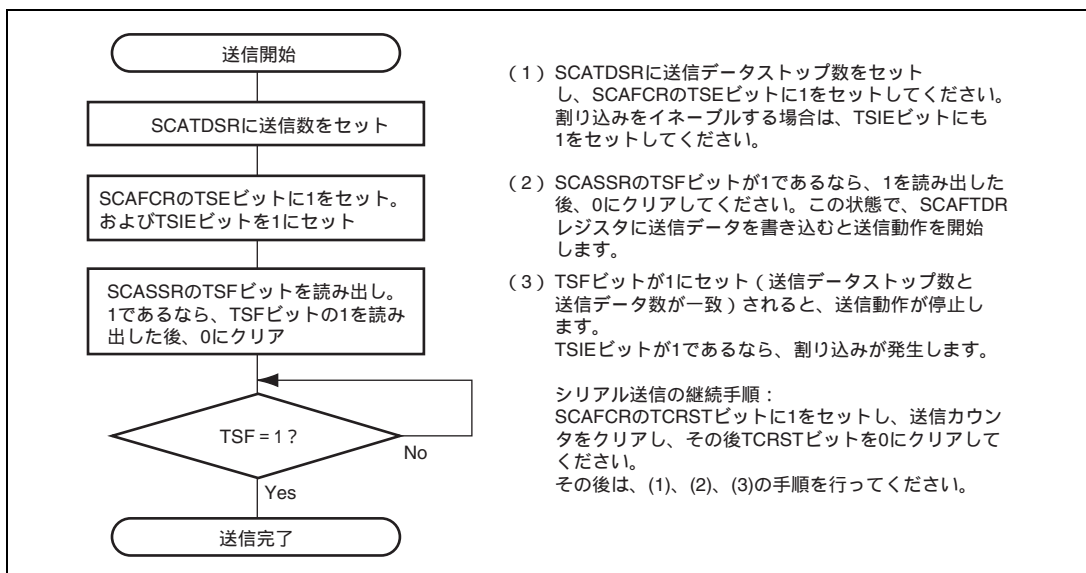 送信開始
SCATDSRに送信数をセット
SCAFCRのTSEビットに1をセット。
およびTSIEビットを1にセット
SCASSRのTSFビットを読み出し。
1であるなら、TSFビットの1を読み
出した後、0にクリア
TSF = 1 ?
No
Yes
送信完了
(1) SCATDSRに送信データストップ数をセット
し、SCAFCRのTSEビットに1をセットしてください。
割り込みをイネーブルする場合は、TSIEビットにも
1をセットしてください。
(2) SCASSRのTSFビットが1であるなら、1を読み出した
後、0にクリアしてください。この状態で、SCAFTDR
レジスタに送信データを書き込むと送信動作を開始
します。
(3) TSFビットが1にセット(送信データストップ数と
送信データ数が一致)されると、送信動作が停止し
ます。
TSIEビットが1であるなら、割り込みが発生します。
シリアル送信の継続手順:
SCAFCRのTCRSTビットに1をセットし、送信カウン
タをクリアし、その後TCRSTビットを0にクリアして
ください。
その後は、(1)、(2)、(3)の手順を行ってください。